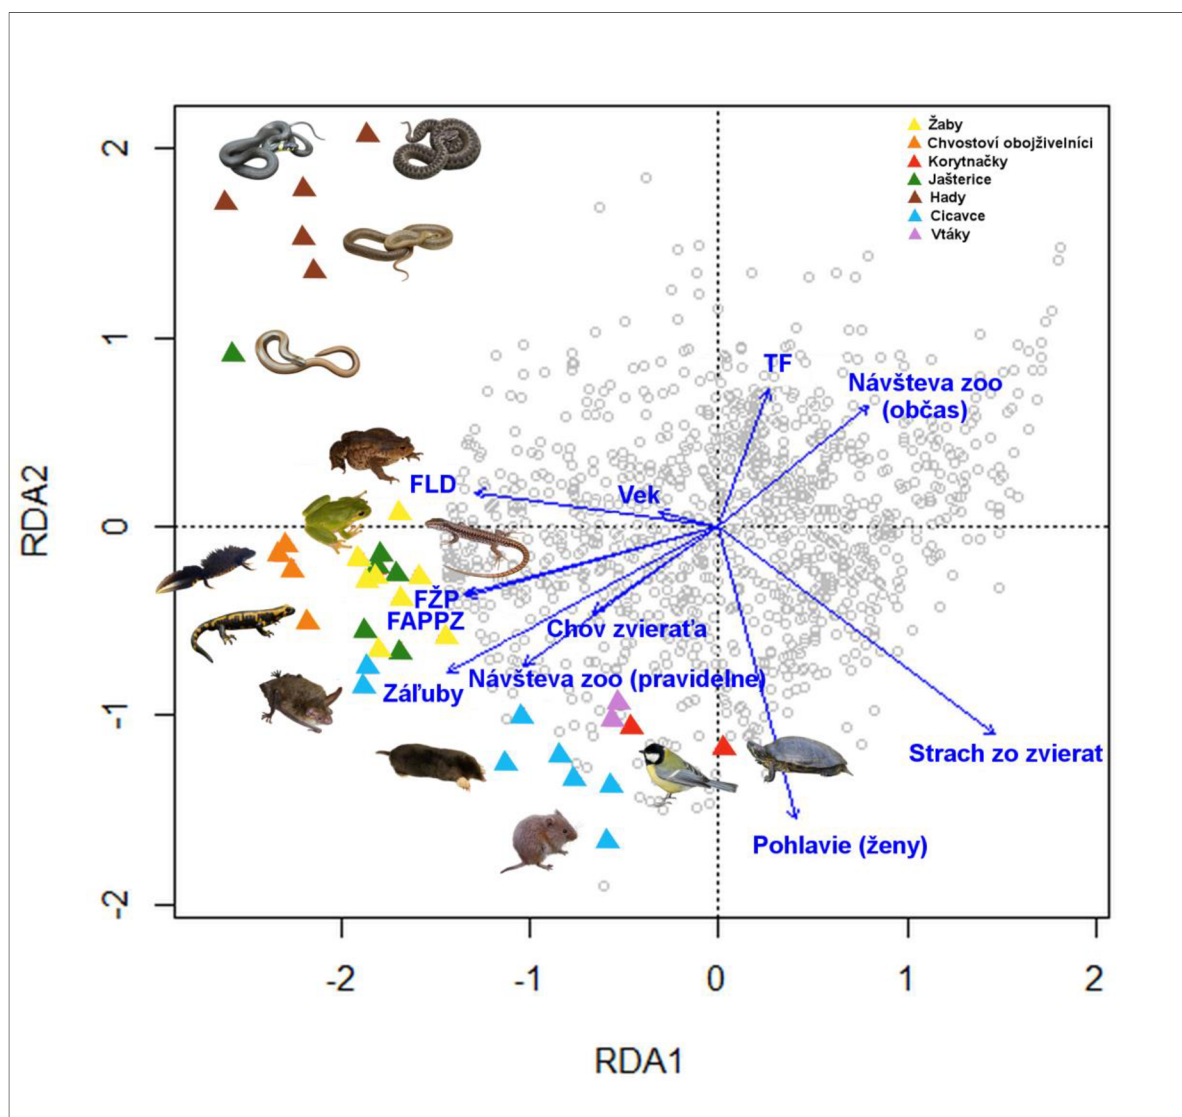 2
1
0
-1
-2
RDA2
Žaby
Chvostoví obojživelníci
Korytnačky
Jašterice
Hady
Cicavce
Vtáky
TF
Návšteva zoo
(občas)
FLD
Vek
FŽP
FAPPZ
Chov zvieraťa
Návšteva zoo (pravidelne)
Záľuby
Strach zo zvierat
Pohlavie (ženy)
-2
-1
0
1
2
RDA1